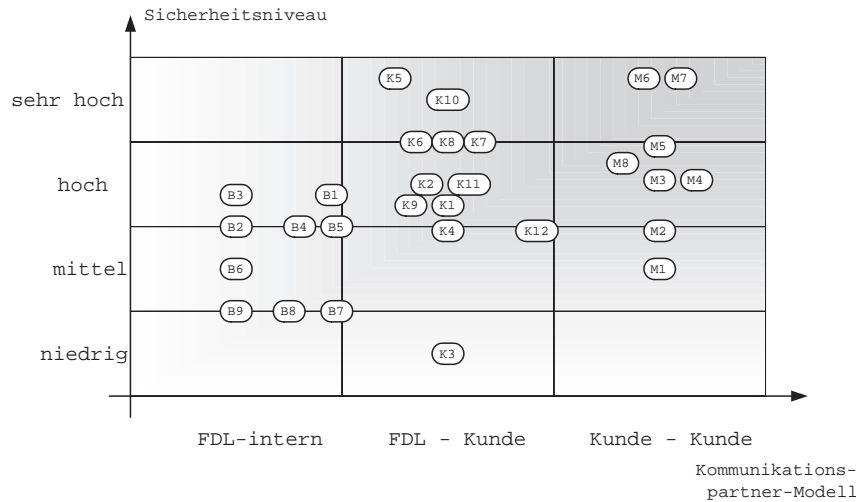 Sicherheitsniveau
K5
M6 M7
sehr hoch
K10
K6 K8 K7
M5
M8
hoch
K2 K11
M3 M4
B3 B1
K9 K1
B2 B4 B5
K4 K12 M2
mittel
B6
M1
B9 B8 B7
niedrig
K3
FDL-intern FDL - Kunde Kunde - Kunde
Kommunikations-
partner-Modell